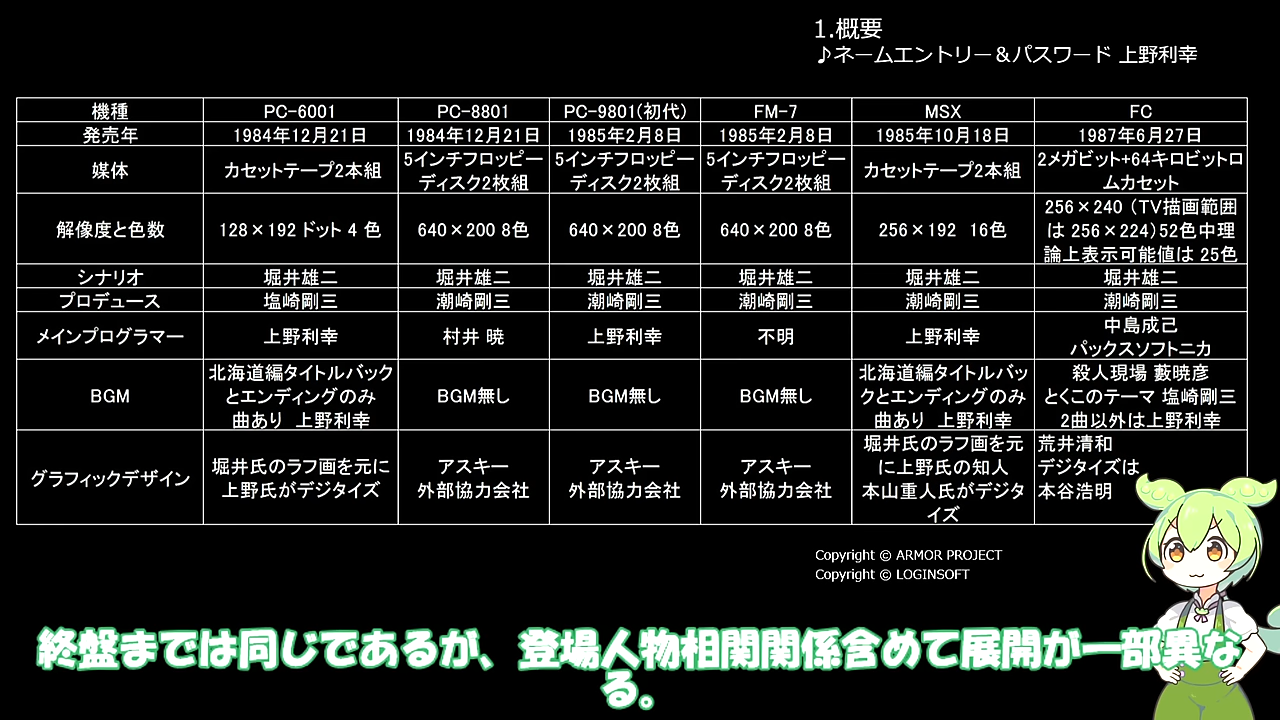 1.概要
♪ネームエントリー＆パスワード 上野利幸
機種 PC-6001 PC-8801 PC-9801(初代) FM-7 MSX FC
発売年 1984年12月21日 1984年12月21日 1985年2月8日 1985年2月8日 1985年10月18日 1987年6月27日
媒体 カセットテープ2本組 5インチフロッピーディスク2枚組 5インチフロッピーディスク2枚組 5インチフロッピーディスク2枚組 カセットテープ2本組 2メガビット+64キロビットロムカセット
解像度と色数 128×192 ドット 4 色 640×200 8色 640×200 8色 640×200 8色 256×192 16色 256×240 （TV描画範囲は 256×224）52色中理論上表示可能値は 25色
シナリオ 堀井雄二 堀井雄二 堀井雄二 堀井雄二 堀井雄二 堀井雄二
プロデュース 塩崎剛三 潮崎剛三 潮崎剛三 潮崎剛三 潮崎剛三 潮崎剛三
メインプログラマー 上野利幸 村井 暁 上野利幸 不明 上野利幸 中島成己 パックスソフトニカ
BGM 北海道編タイトルバックとエンディングのみ曲あり 上野利幸 BGM無し BGM無し BGM無し 北海道編タイトルバックとエンディングのみ曲あり 上野利幸 殺人現場 藪暁彦 とくこのテーマ 塩崎剛三 2曲以外は上野利幸
グラフィックデザイン 堀井氏のラフ画を元に上野氏がデジタイズ アスキー外部協力会社 アスキー外部協力会社 アスキー外部協力会社 堀井氏のラフ画を元に上野氏の知人本山重人氏がデジタイズ 荒井清和 デジタイズは本谷浩明
Copyright © ARMOR PROJECT
Copyright © LOGINSOFT
終盤までは同じであるが、登場人物相関関係含めて展開が一部異な
る。